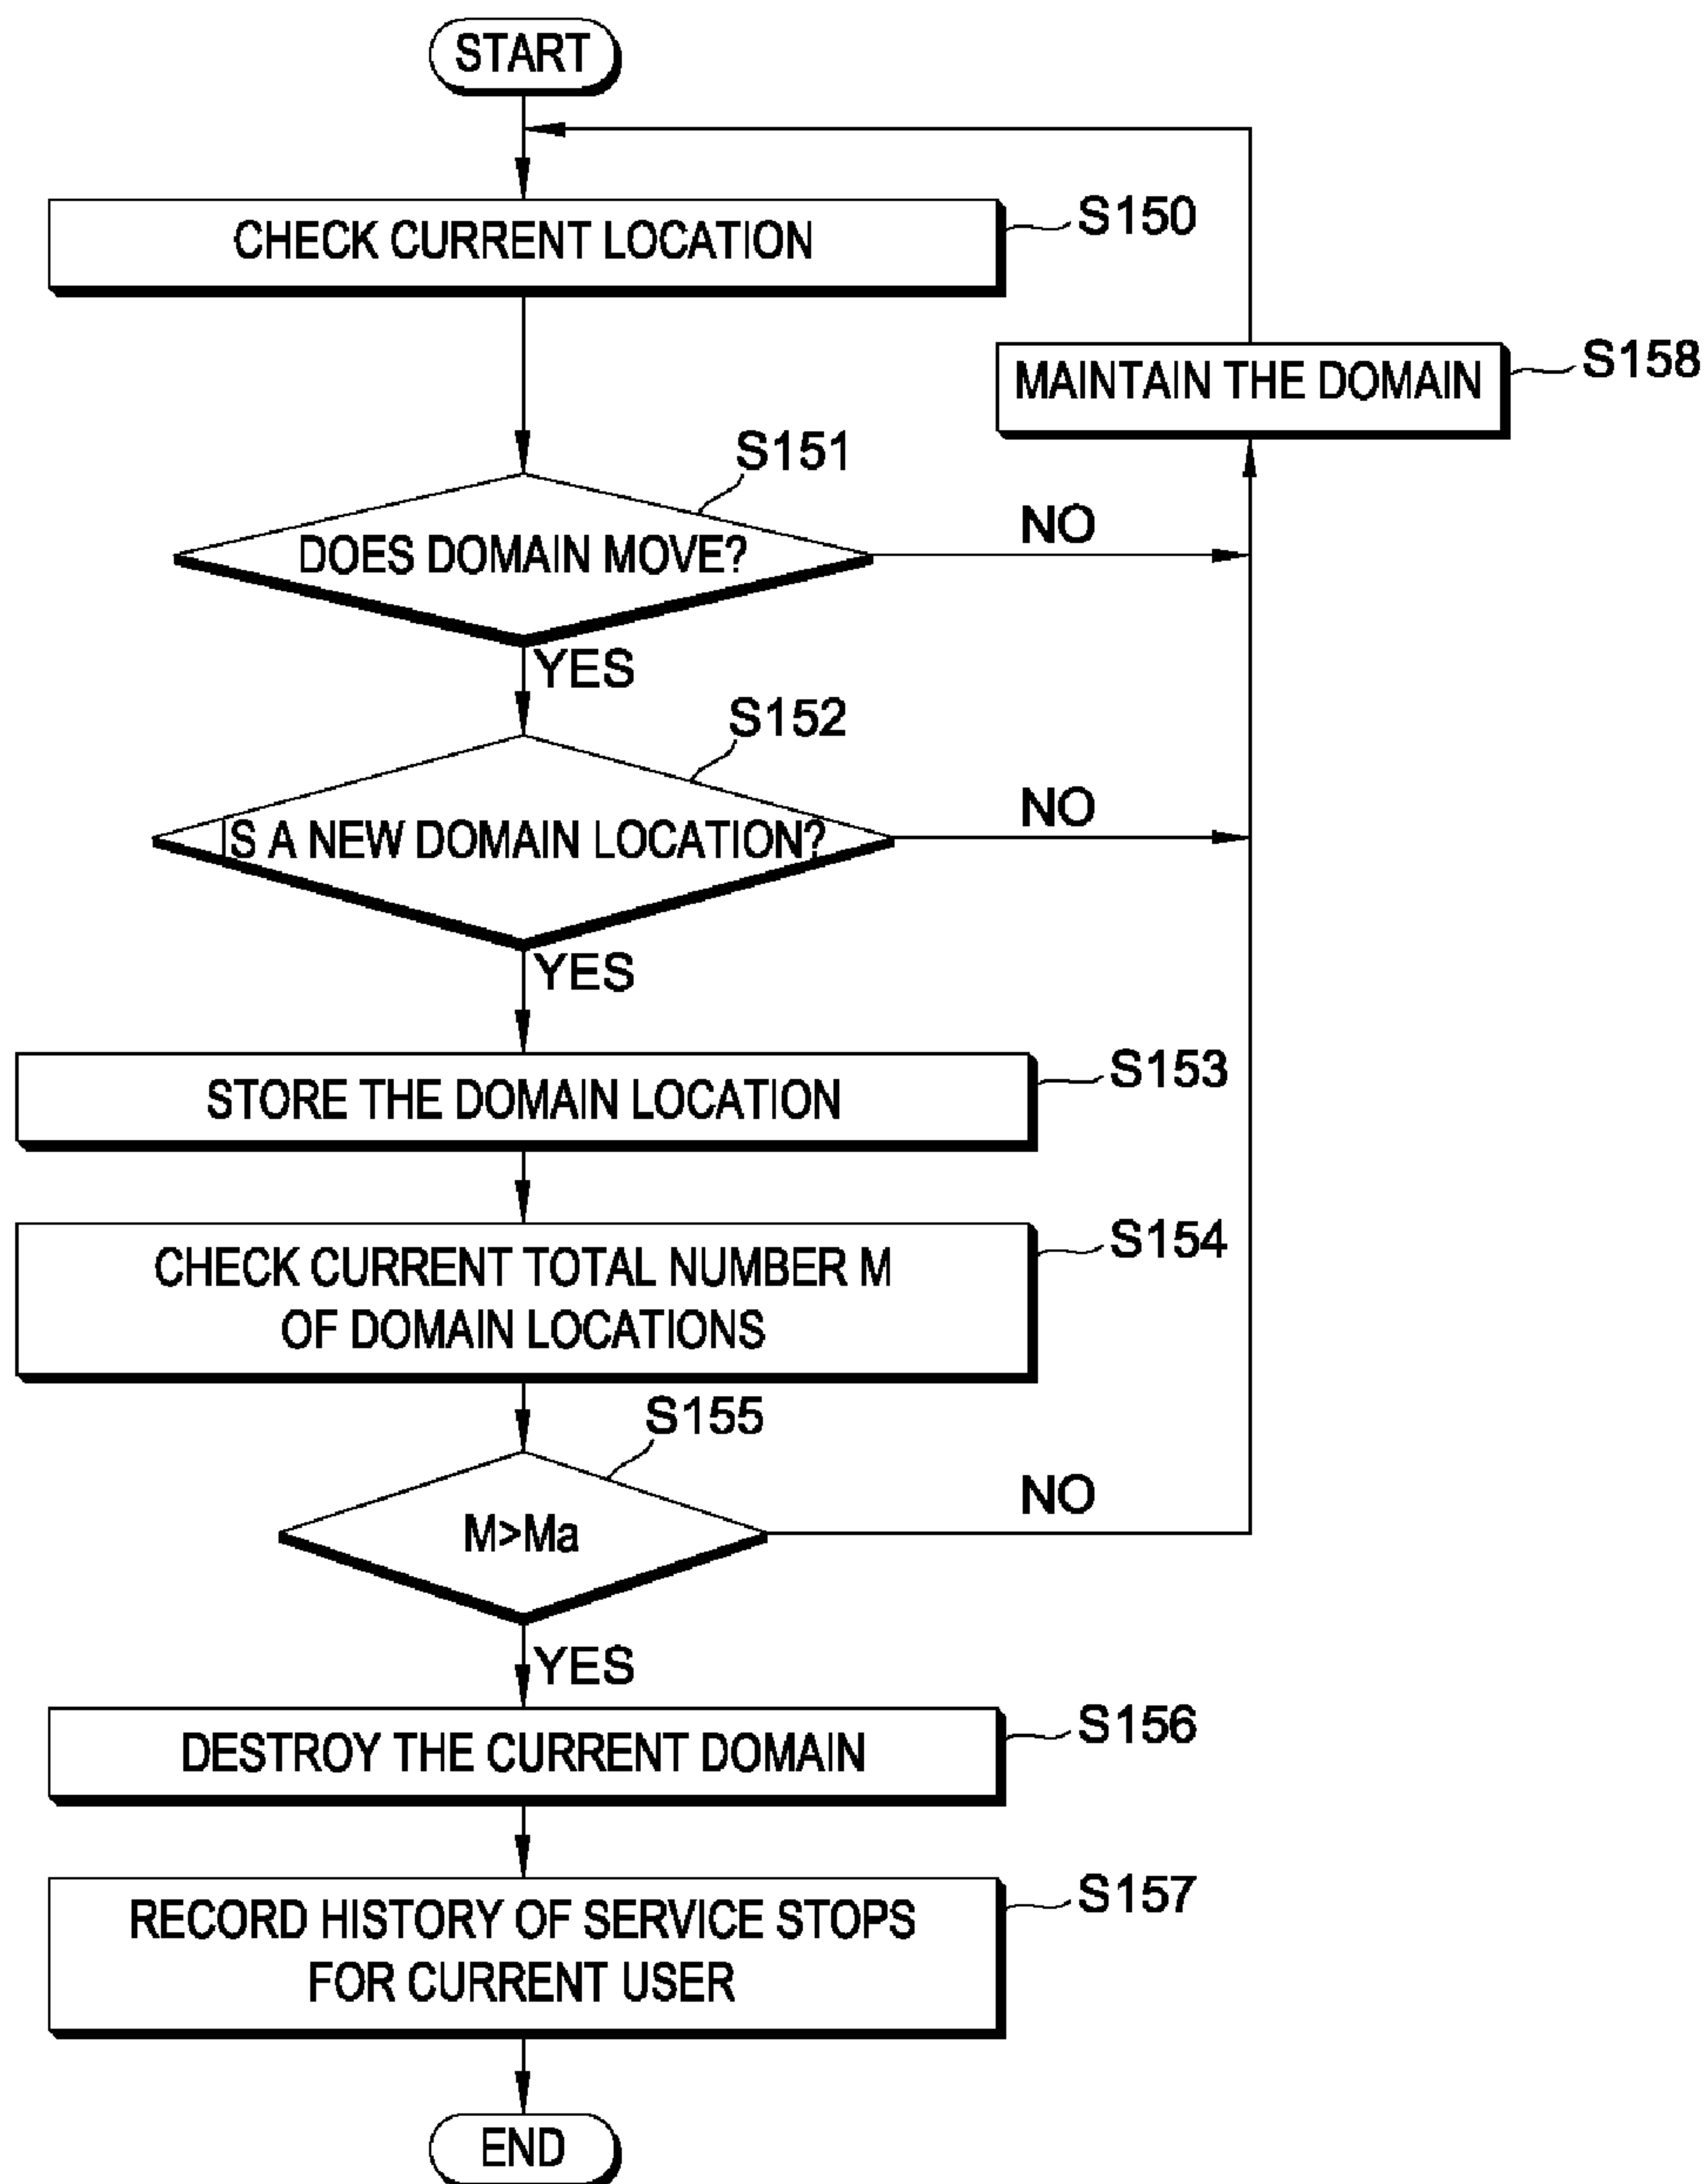 START
CHECK CURRENT LOCATION
S150
MAINTAIN THE DOMAIN
S158
S151
DOES DOMAIN MOVE?
NO
YES
S152
IS A NEW DOMAIN LOCATION?
NO
YES
STORE THE DOMAIN LOCATION
S153
CHECK CURRENT TOTAL NUMBER M
OF DOMAIN LOCATIONS
S154
S155
M>Ma
NO
YES
DESTROY THE CURRENT DOMAIN
S156
RECORD HISTORY OF SERVICE STOPS
FOR CURRENT USER
S157
END